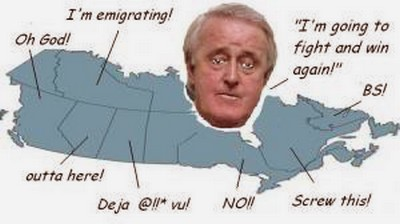 I'm emigrating!
Oh God!
"I'm going to
fight and win
again!"
BS!
outta here!
Deja @!!* vu!
NO!!
Screw this!